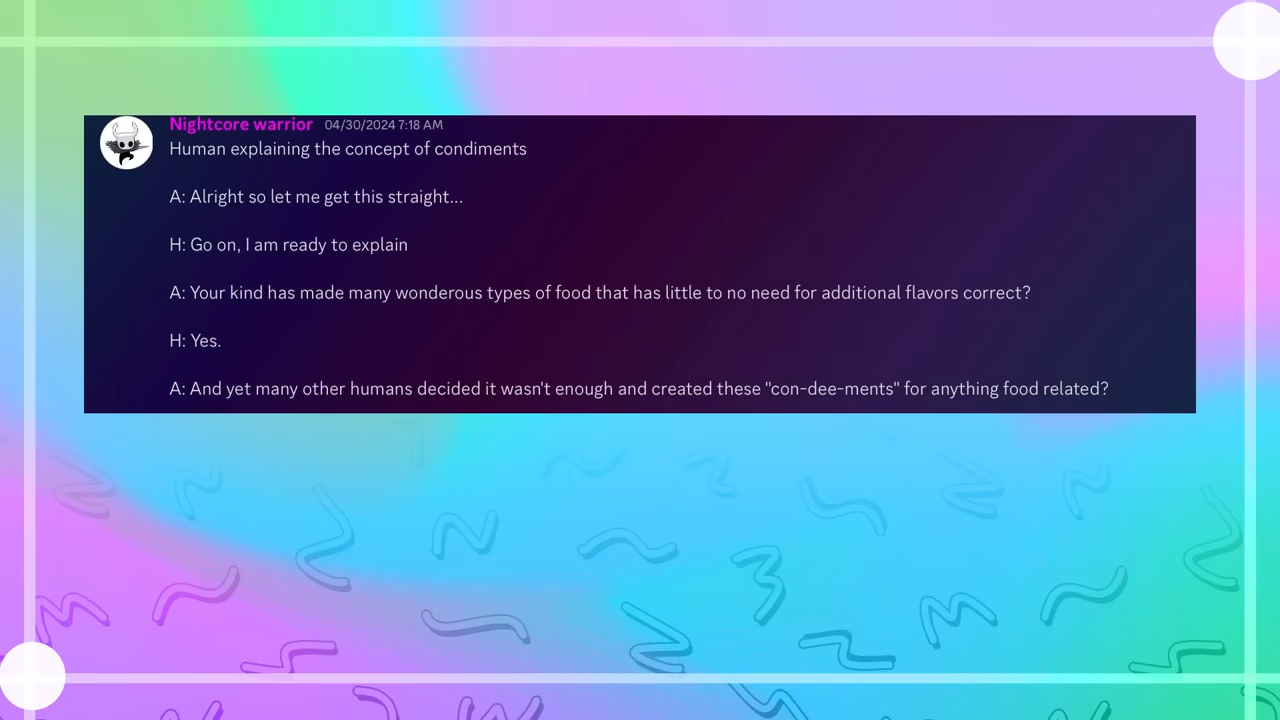 Nightcore warrior 04/30/2024 7:18 AM
Human explaining the concept of condiments
A: Alright so let me get this straight...
H: Go on, I am ready to explain
A: Your kind has made many wonderous types of food that has little to no need for additional flavors correct?
H: Yes.
A: And yet many other humans decided it wasn't enough and created these "con-dee-ments" for anything food related?